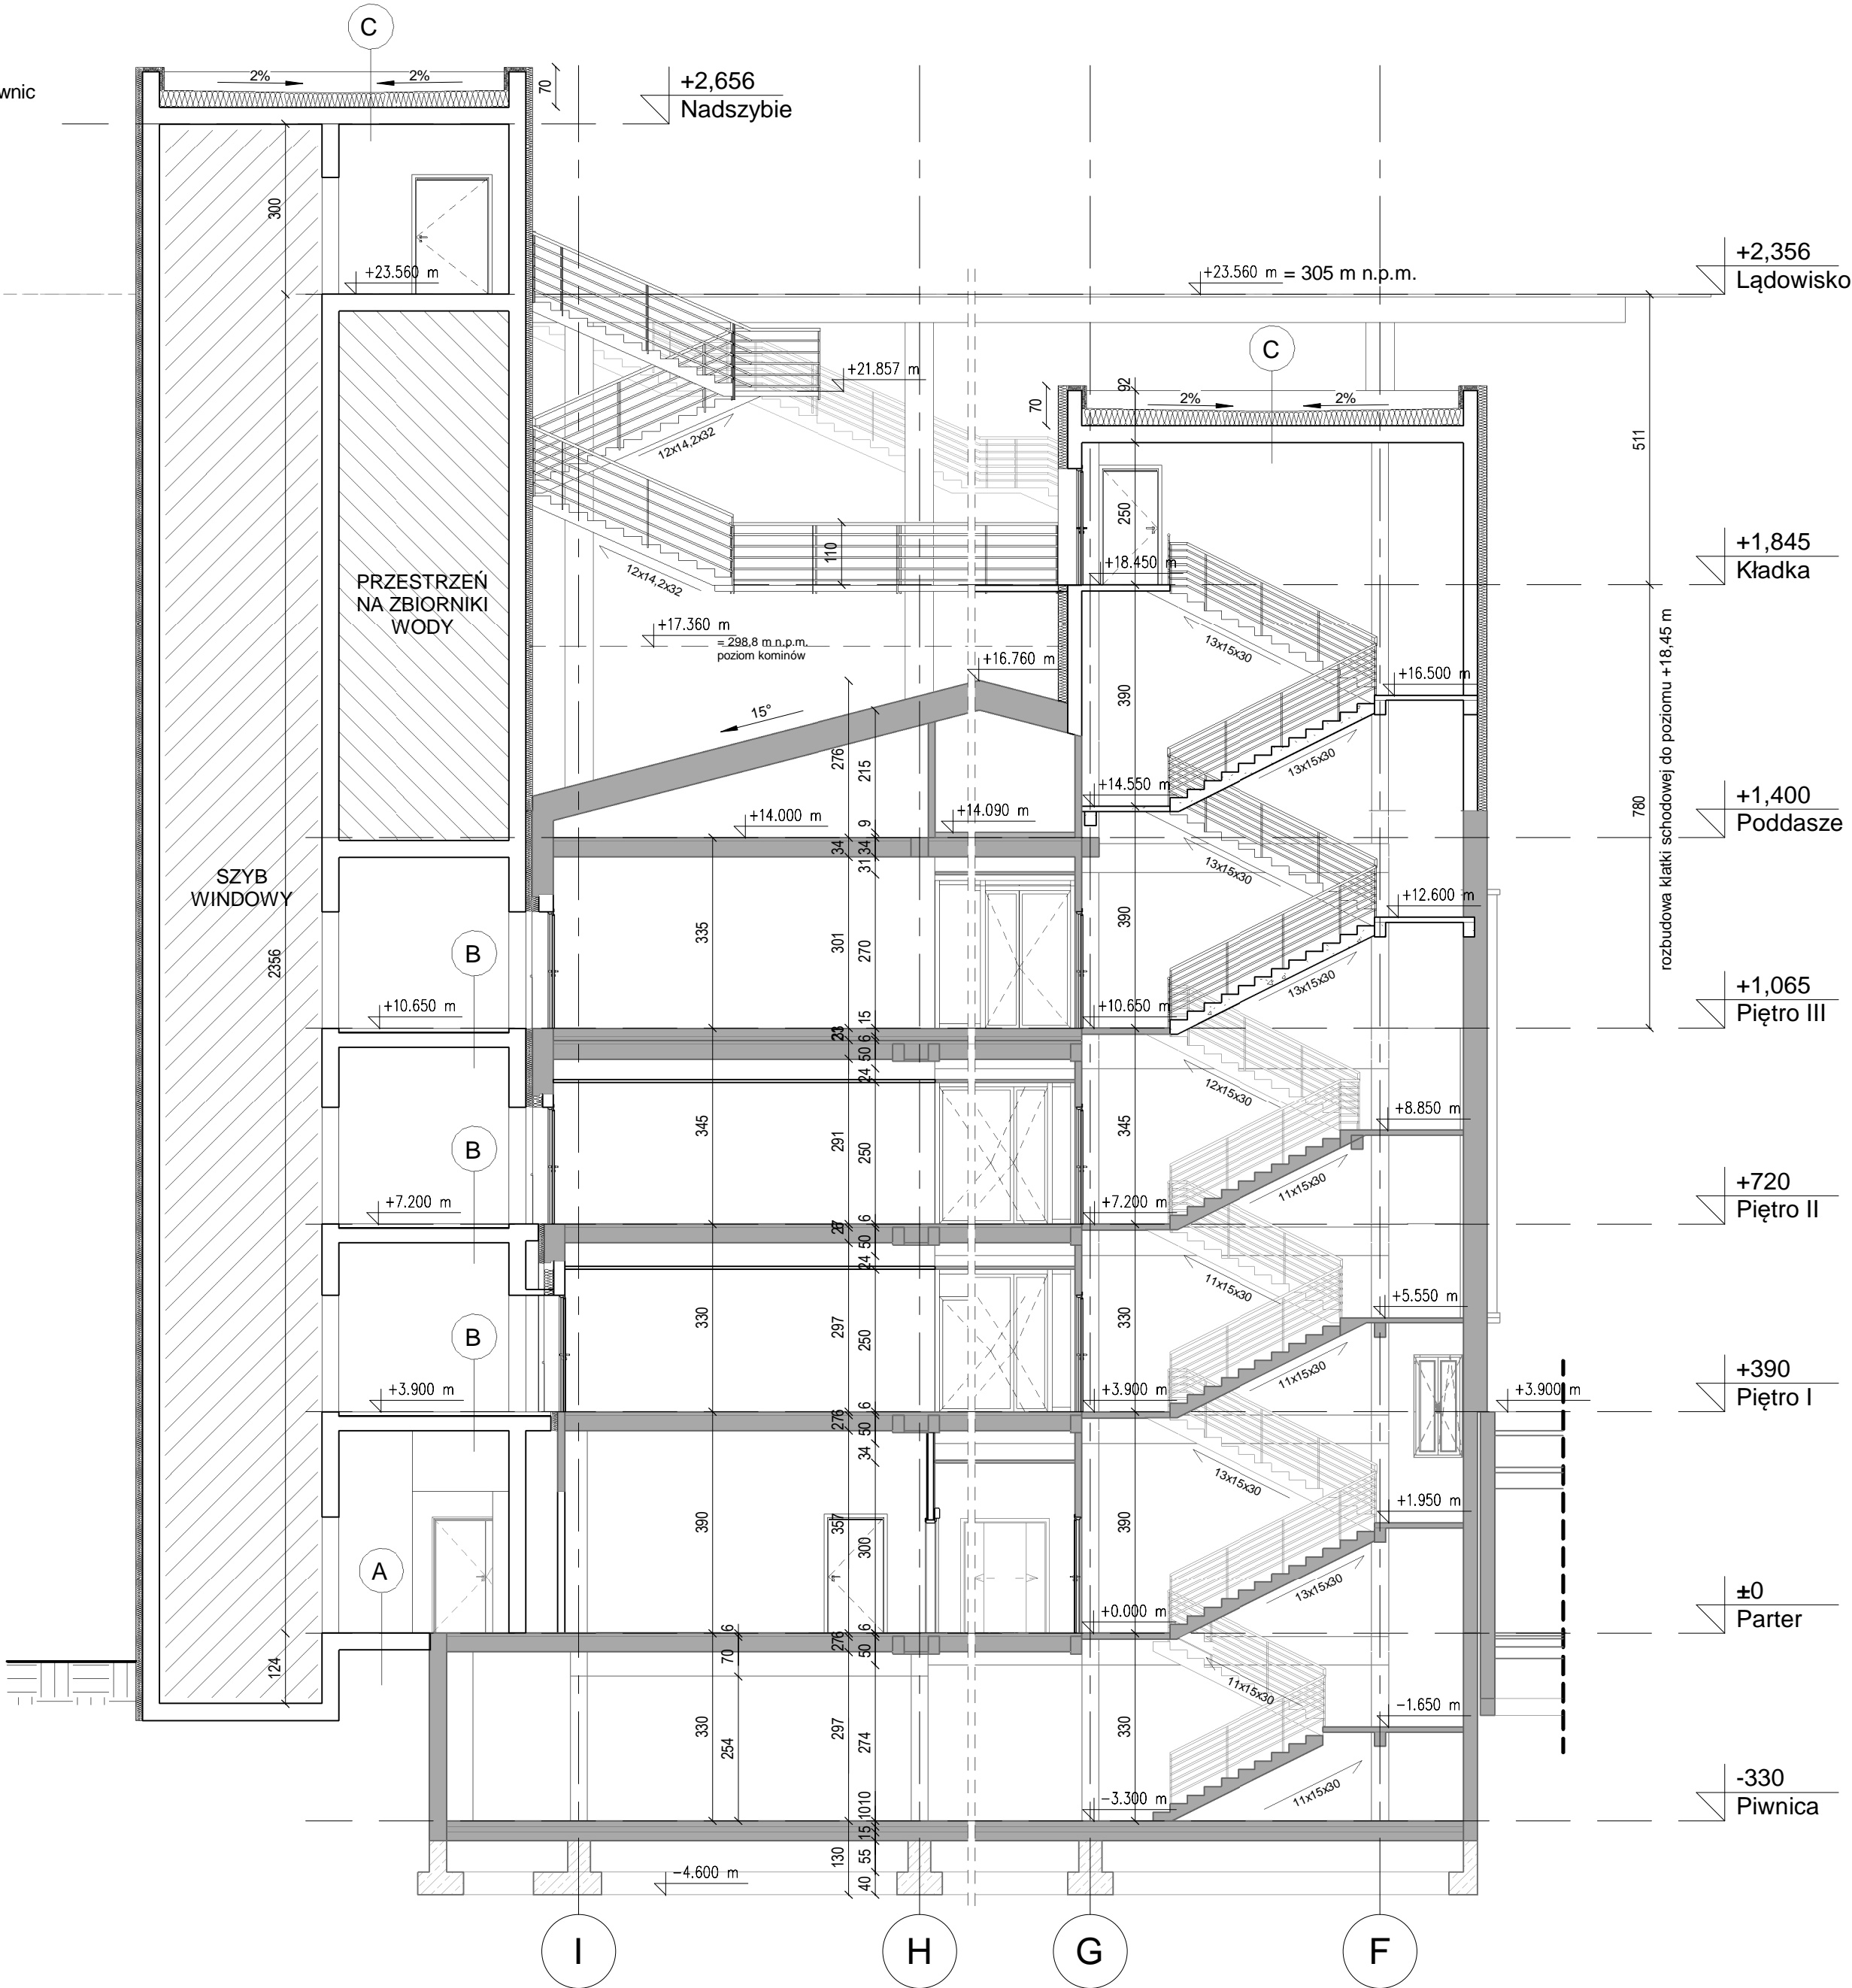 C
wnic
2%
2%
70
+2,656
Nadszybie
300
+23.560 m
+23.560 m = 305 m n.p.m.
+2,356
Lądowisko
C
+21.857 m
92
70
2%
2%
12x14,2x32
511
250
110
12x14,2x32
+18.450 m
+1,845
Kładka
PRZESTRZEŃ
NA ZBIORNIKI
WODY
+17.360 m
= 298,8 m n.p.m.
poziom kominów
13x15x30
+16.760 m
+16.500 m
rozbudowa klatki schodowej do poziomu +18,45 m
390
15°
276
215
13x15x30
+14.550 m
780
+14.000 m
9
+14.090 m
+1,400
Poddasze
34
34
31
13x15x30
SZYB
WINDOWY
+12.600 m
335
301
270
390
B
2356
13x15x30
+10.650 m
15
+10.650 m
+1,065
Piętro III
6
50
24
12x15x30
+8.850 m
345
291
250
345
B
11x15x30
+7.200 m
6
+7.200 m
+720
Piętro II
50
24
11x15x30
+5.550 m
330
297
250
330
B
11x15x30
+3.900 m
6
+3.900 m
+3.900 m
+390
Piętro I
276
50
34
13x15x30
+1.950 m
390
357
300
390
A
13x15x30
+0.000 m
±0
Parter
6
276
6
70
50
124
11x15x30
-1.650 m
330
254
297
274
330
-3.300 m
11x15x30
-330
Piwnica
1010
15
15
130
55
40
-4.600 m
I
H
G
F